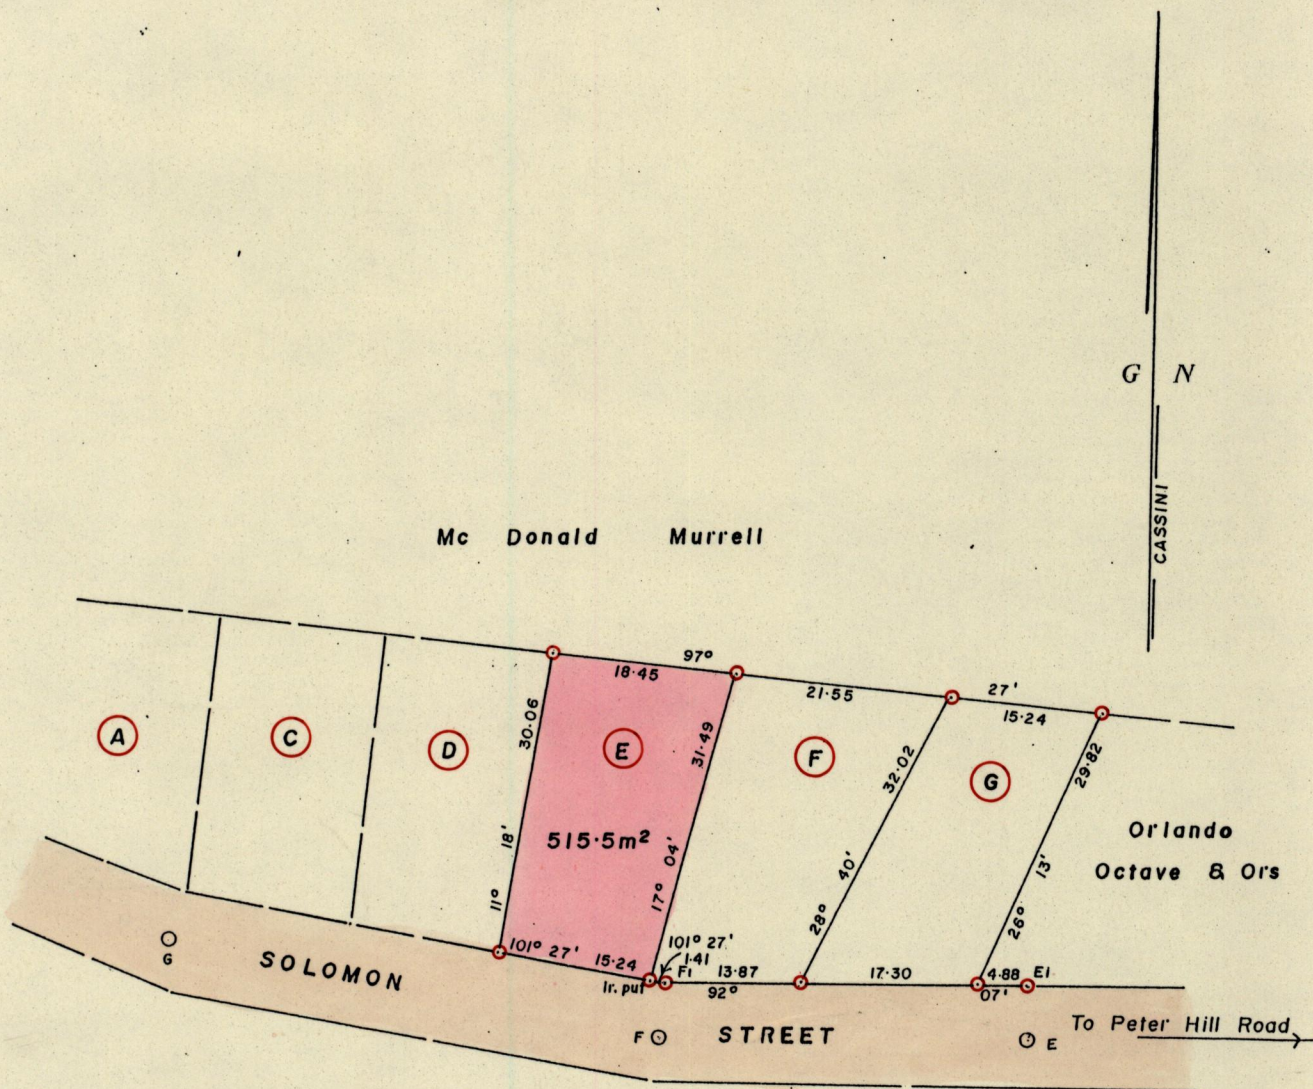 G N
CASSINI
Mc Donald Murrell
97°
18·45
21·55
27'
15·24
30·06
31·49
32·02
29·82
A
C
D
E
F
G
515·5m²
18'
11°
04'
17°
40'
28°
13'
26°
Orlando
Octave & Ors
101° 27'
15·24
101° 27'
1·41
Ir. put
F1
13·87
92°
17·30
4·88
E1
07'
G
SOLOMON
F
STREET
E
To Peter Hill Road